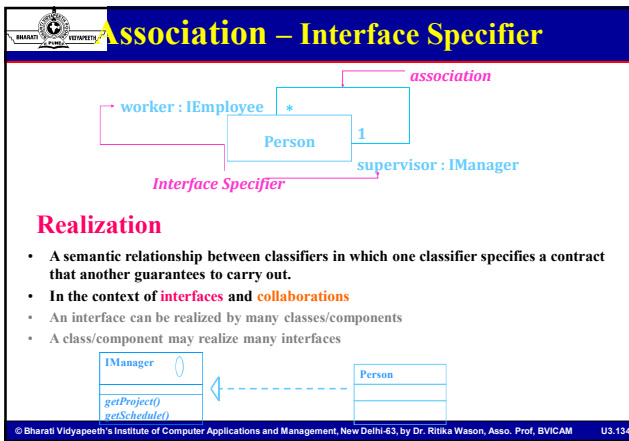 BHARATI VIDYAPEETH
PUNE
Association – Interface Specifier
association
worker : IEmployee
*
Person
1
supervisor : IManager
Interface Specifier
Realization
• A semantic relationship between classifiers in which one classifier specifies a contract
that another guarantees to carry out.
• In the context of interfaces and collaborations
• An interface can be realized by many classes/components
• A class/component may realize many interfaces
IManager
Person
getProject()
getSchedule()
© Bharati Vidyapeeth's Institute of Computer Applications and Management, New Delhi-63, by Dr. Ritika Wason, Asso. Prof, BVICAM U3.134